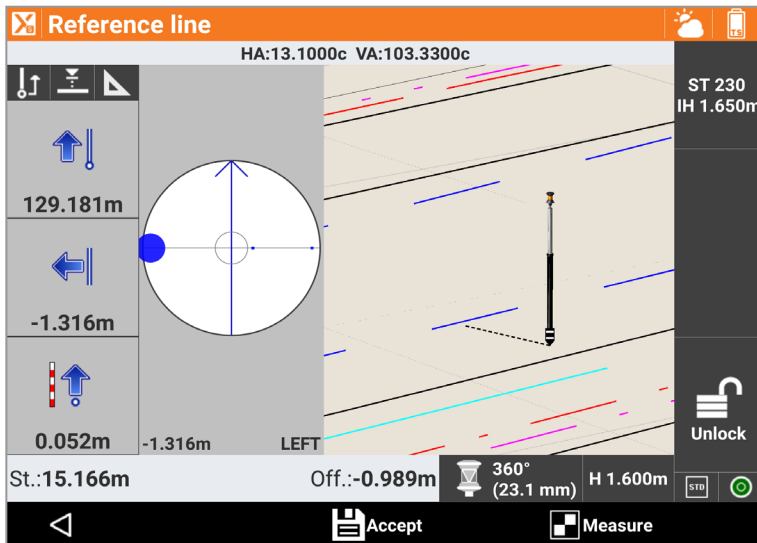 Reference line
TS
HA:13.1000c VA:103.3300c
ST 230
IH 1.650m
129.181m
-1.316m
0.052m
-1.316m LEFT
Unlock
St.:15.166m Off.:-0.989m
360°
(23.1 mm)
H 1.600m
STD
Accept
Measure